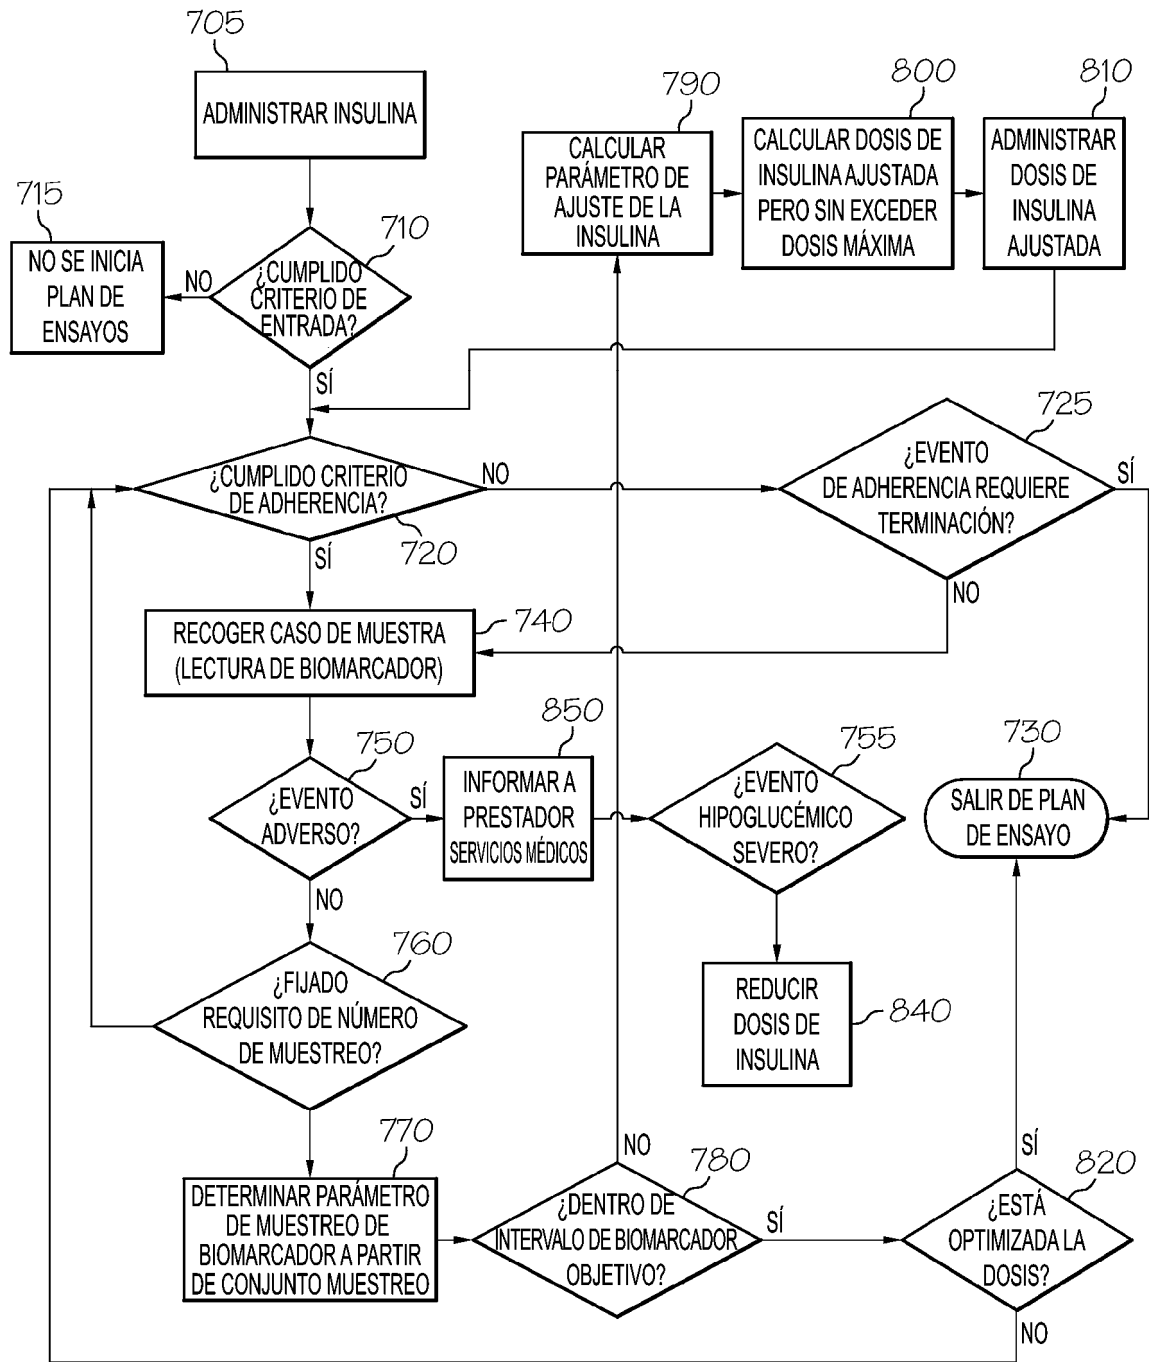 705
ADMINISTRAR INSULINA
790
CALCULAR
PARÁMETRO DE
AJUSTE DE LA
INSULINA
800
CALCULAR DOSIS DE
INSULINA AJUSTADA
PERO SIN EXCEDER
DOSIS MÁXIMA
810
ADMINISTRAR
DOSIS DE
INSULINA
AJUSTADA
715
NO SE INICIA
PLAN DE
ENSAYOS
NO
710
¿CUMPLIDO
CRITERIO DE
ENTRADA?
SÍ
¿CUMPLIDO CRITERIO
DE ADHERENCIA?
720
NO
SÍ
725
¿EVENTO
DE ADHERENCIA REQUIERE
TERMINACIÓN?
SÍ
NO
RECOGER CASO DE MUESTRA
(LECTURA DE BIOMARCADOR)
740
750
¿EVENTO
ADVERSO?
SÍ
NO
850
INFORMAR A
PRESTADOR
SERVICIOS MÉDICOS
755
¿EVENTO
HIPOGLUCÉMICO
SEVERO?
730
SALIR DE PLAN
DE ENSAYO
760
¿FIJADO
REQUISITO DE NÚMERO
DE MUESTREO?
REDUCIR
DOSIS DE
INSULINA
840
770
DETERMINAR PARÁMETRO
DE MUESTREO DE
BIOMARCADOR A PARTIR
DE CONJUNTO MUESTREO
NO
780
¿DENTRO DE
INTERVALO DE BIOMARCADOR
OBJETIVO?
SÍ
SÍ
820
¿ESTÁ
OPTIMIZADA LA
DOSIS?
NO